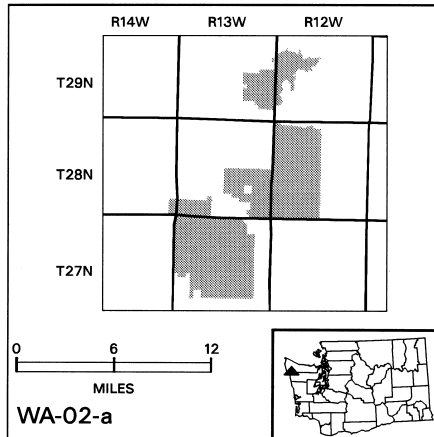 R14W R13W R12W
T29N
T28N
T27N
0 6 12
MILES
WA-02-a